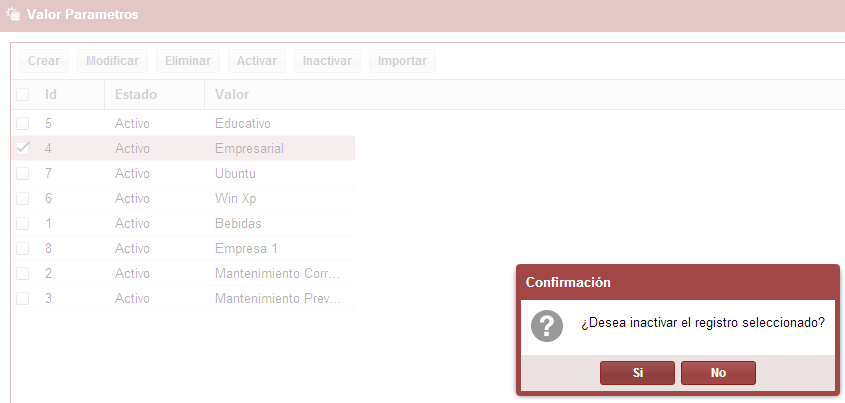 Valor Parametros
Crear Modificar Eliminar Activar Inactivar Importar
Id Estado Valor
5 Activo Educativo
4 Activo Empresarial
7 Activo Ubuntu
6 Activo Win Xp
1 Activo Bebidas
8 Activo Empresa 1
2 Activo Mantenimiento Corr...
3 Activo Mantenimiento Prev...
Confirmación
¿Desea inactivar el registro seleccionado?
Si No